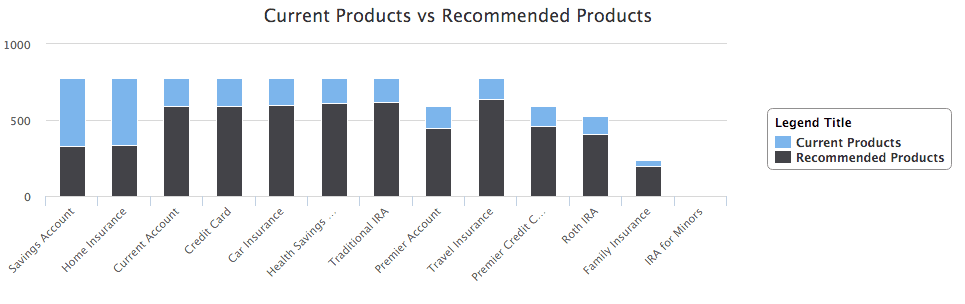 Current Products vs Recommended Products
1000
500
0
Savings Account
Home Insurance
Current Account
Credit Card
Car Insurance
Health Savings ...
Traditional IRA
Premier Account
Travel Insurance
Premier Credit C...
Roth IRA
Family Insurance
IRA for Minors
Legend Title
Current Products
Recommended Products